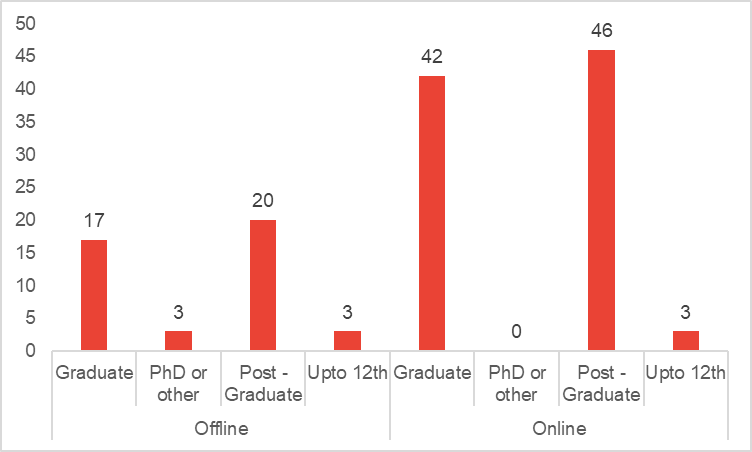 50
45
40
35
30
25
20
15
10
5
0
17
3
20
3
42
0
46
3
Graduate
PhD or
other
Post -
Graduate
Upto 12th
Graduate
PhD or
other
Post -
Graduate
Upto 12th
Offline
Online